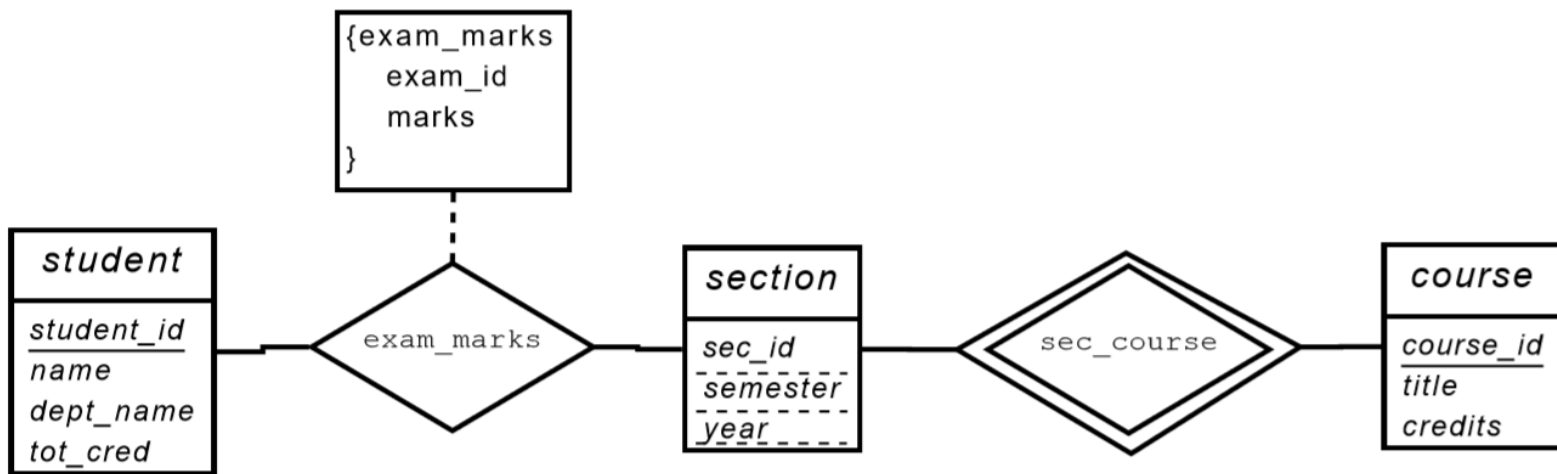 {exam_marks
exam_id
marks
}
student
student_id
name
dept_name
tot_cred
exam_marks
section
sec_id
semester
year
sec_course
course
course_id
title
credits